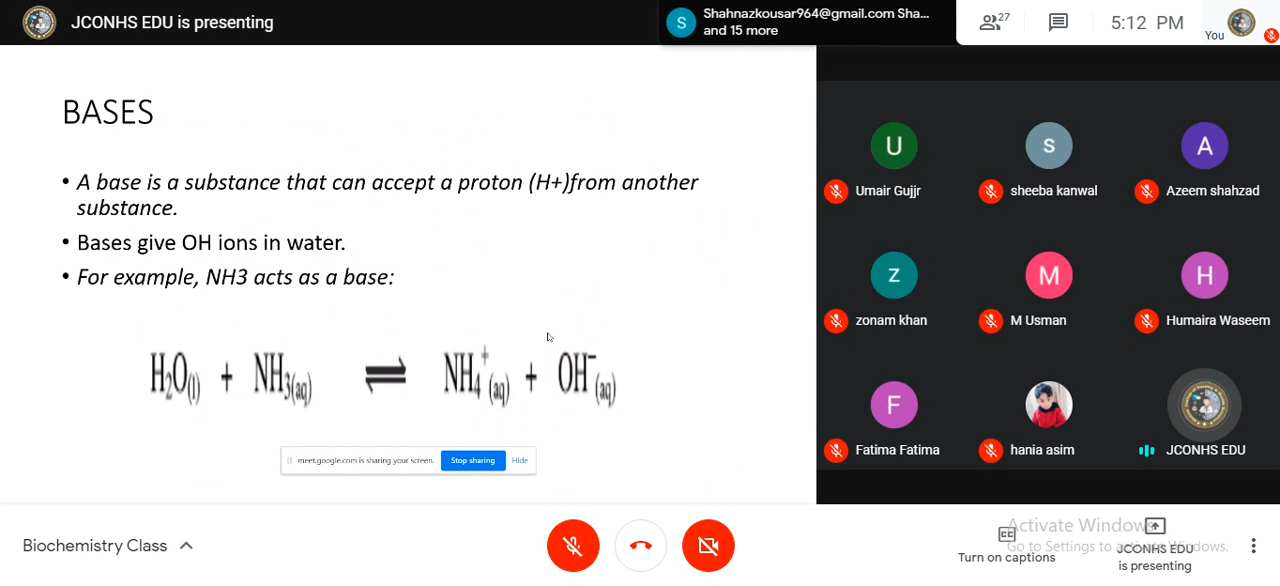 JCONHS EDU is presenting
Shahnazkousar964@gmail.com Sha...
and 15 more
27
5:12 PM
S
You
BASES
• A base is a substance that can accept a proton (H+)from another
substance.
• Bases give OH ions in water.
• For example, NH3 acts as a base:
H₂O(l) + NH₃(aq) ⇌ NH₄⁺(aq) + OH⁻(aq)
meet.google.com is sharing your screen.
Stop sharing
Hide
U
s
A
Umair Gujjr
sheeba kanwal
Azeem shahzad
z
M
H
zonam khan
M Usman
Humaira Waseem
F
Fatima Fatima
hania asim
JCONHS EDU
Biochemistry Class
CC
Turn on captions
Activate Windows
Go to Settings to activate Windows.
JCONHS EDU
is presenting